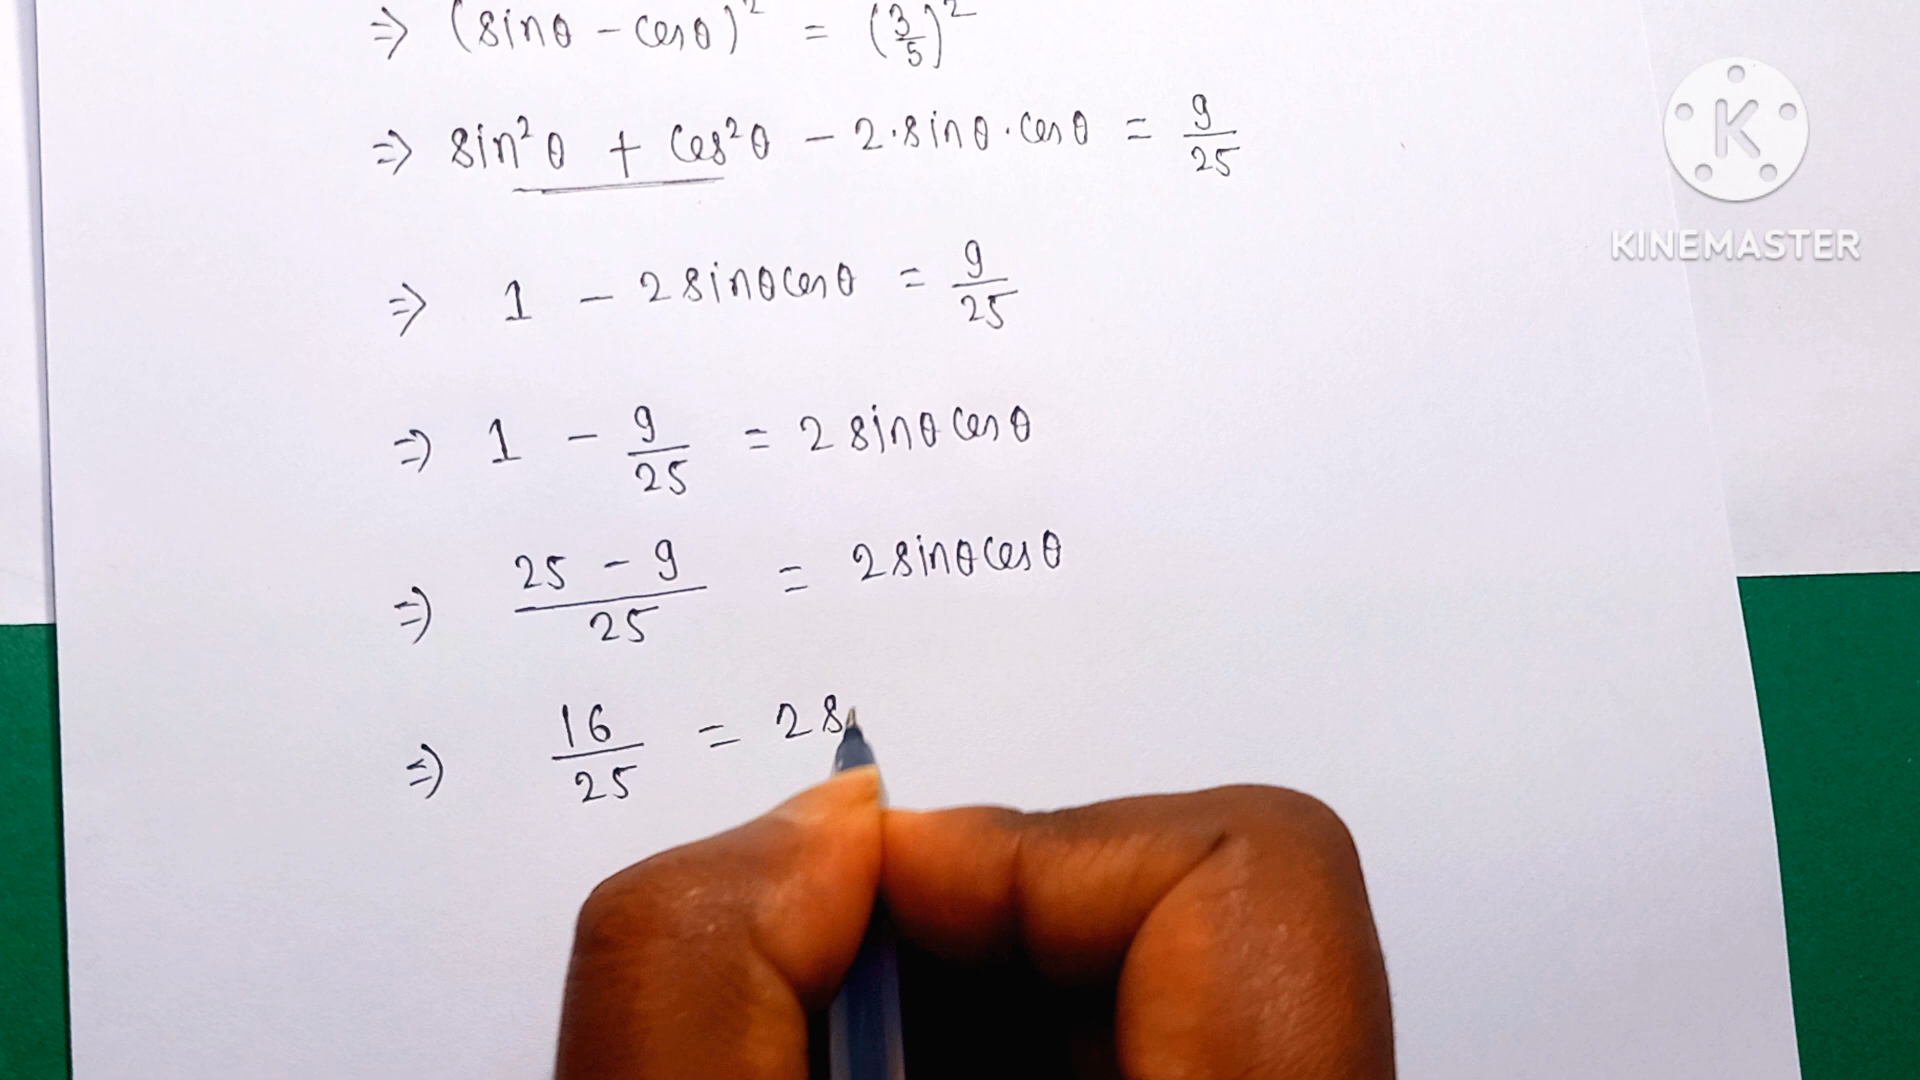 ⇒ (sinθ - cosθ)² = (3/5)²
⇒ sin²θ + cos²θ - 2·sinθ·cosθ = 9/25
⇒ 1 - 2sinθcosθ = 9/25
⇒ 1 - 9/25 = 2sinθcosθ
⇒ (25 - 9)/25 = 2sinθcosθ
⇒ 16/25 = 2s
K
KINEMASTER